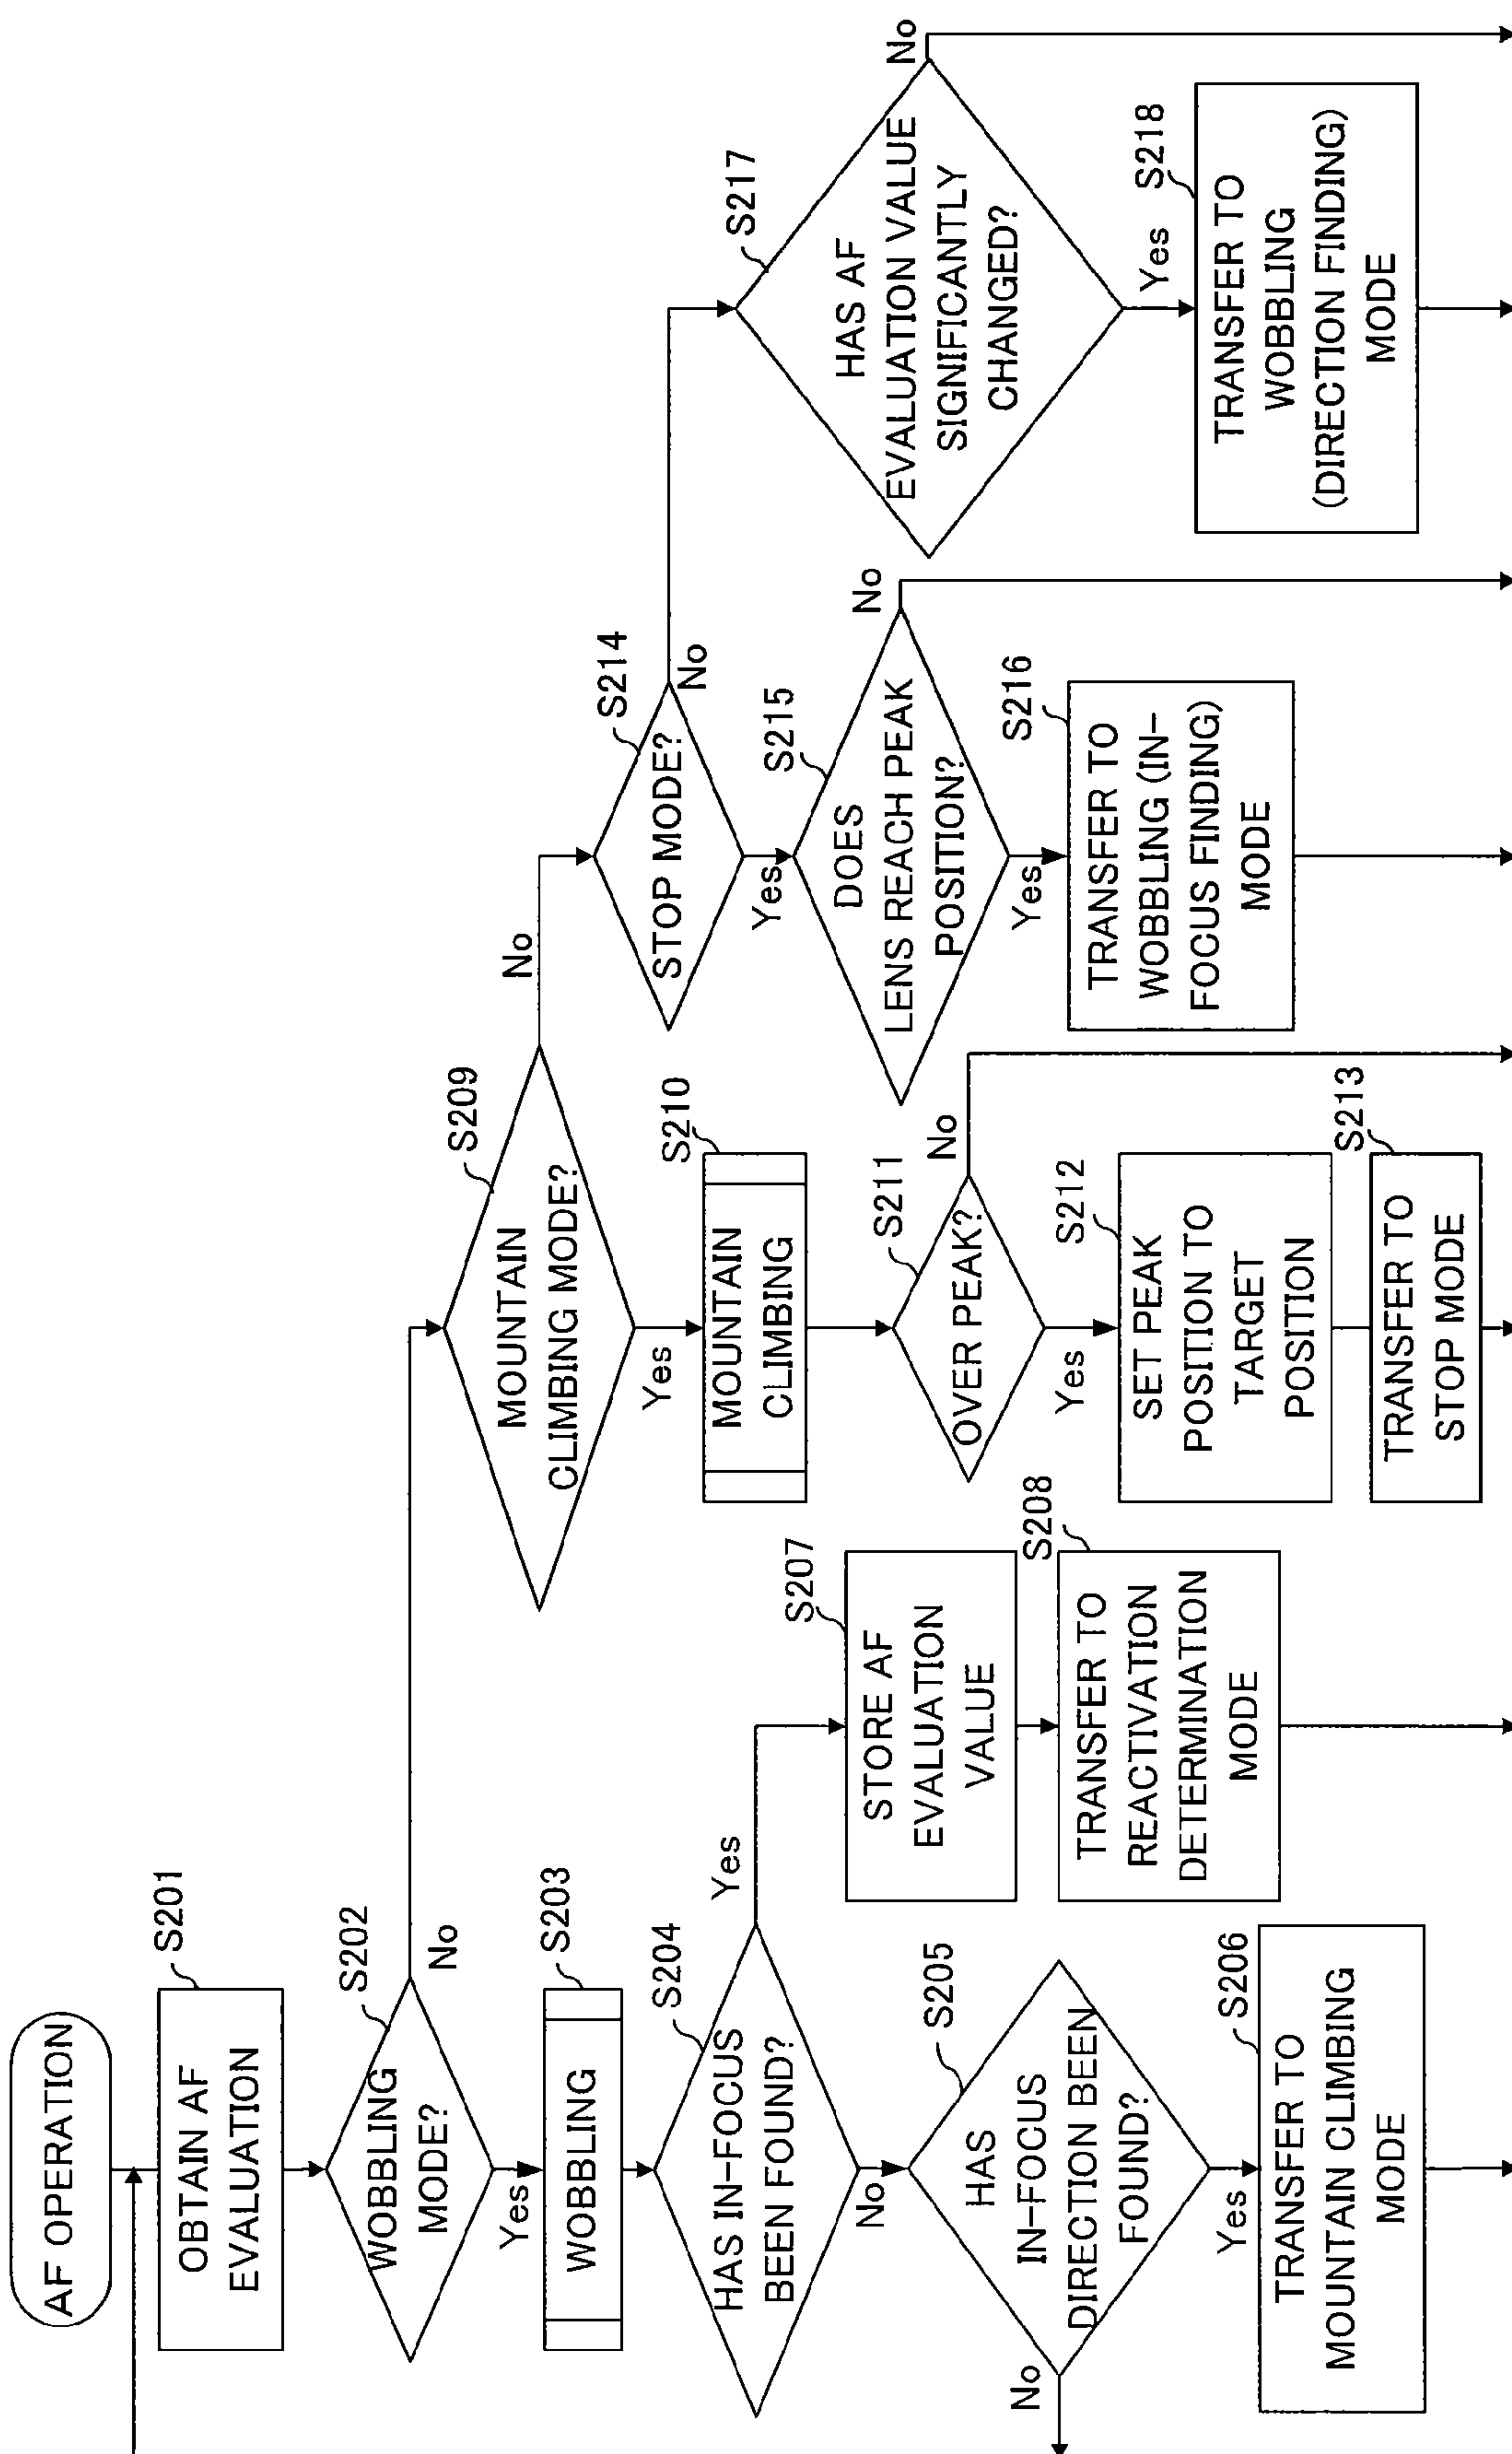 AF OPERATION
S201
OBTAIN AF
EVALUATION
S202
WOBBLING
MODE?
No
Yes
S203
WOBBLING
S204
HAS IN-FOCUS
BEEN FOUND?
Yes
No
S205
HAS
IN-FOCUS
DIRECTION BEEN
FOUND?
No
Yes
S206
TRANSFER TO
MOUNTAIN CLIMBING
MODE
S207
STORE AF
EVALUATION
VALUE
S208
TRANSFER TO
REACTIVATION
DETERMINATION
MODE
S209
MOUNTAIN
CLIMBING MODE?
No
Yes
S210
MOUNTAIN
CLIMBING
S211
OVER PEAK?
No
Yes
S212
SET PEAK
POSITION TO
TARGET
POSITION
S213
TRANSFER TO
STOP MODE
S214
STOP MODE?
No
Yes
S215
DOES
LENS REACH PEAK
POSITION?
No
Yes
S216
TRANSFER TO
WOBBLING (IN-
FOCUS FINDING)
MODE
S217
HAS AF
EVALUATION VALUE
SIGNIFICANTLY
CHANGED?
No
Yes
S218
TRANSFER TO
WOBBLING
(DIRECTION FINDING)
MODE